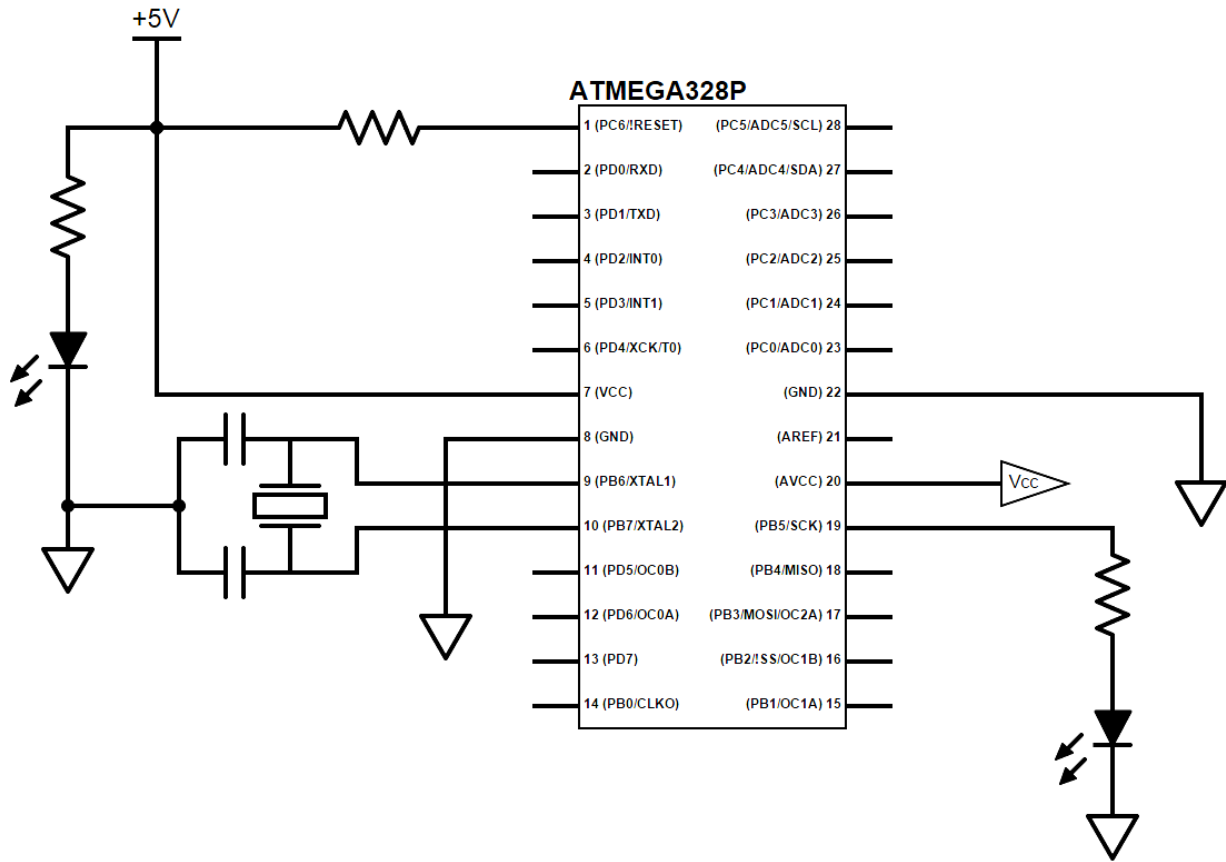 +5V
ATMEGA328P
1 (PC6/!RESET) (PC5/ADC5/SCL) 28
2 (PD0/RXD) (PC4/ADC4/SDA) 27
3 (PD1/TXD) (PC3/ADC3) 26
4 (PD2/INT0) (PC2/ADC2) 25
5 (PD3/INT1) (PC1/ADC1) 24
6 (PD4/XCK/T0) (PC0/ADC0) 23
7 (VCC) (GND) 22
8 (GND) (AREF) 21
9 (PB6/XTAL1) (AVCC) 20 Vcc
10 (PB7/XTAL2) (PB5/SCK) 19
11 (PD5/OC0B) (PB4/MISO) 18
12 (PD6/OC0A) (PB3/MOSI/OC2A) 17
13 (PD7) (PB2/!SS/OC1B) 16
14 (PB0/CLKO) (PB1/OC1A) 15